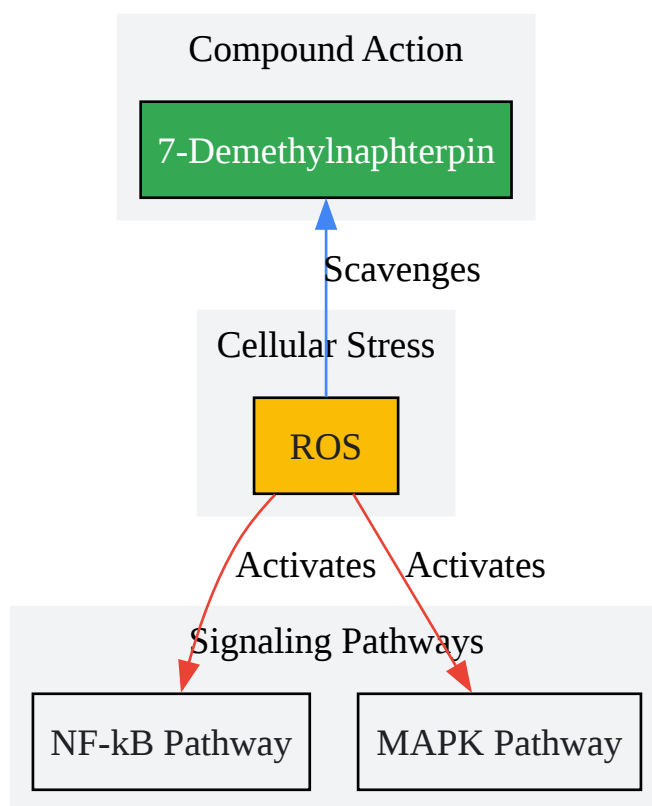 Compound Action
7-Demethylnaphterpin
Scavenges
Cellular Stress
ROS
Activates
Activates
Signaling Pathways
NF-kB Pathway
MAPK Pathway